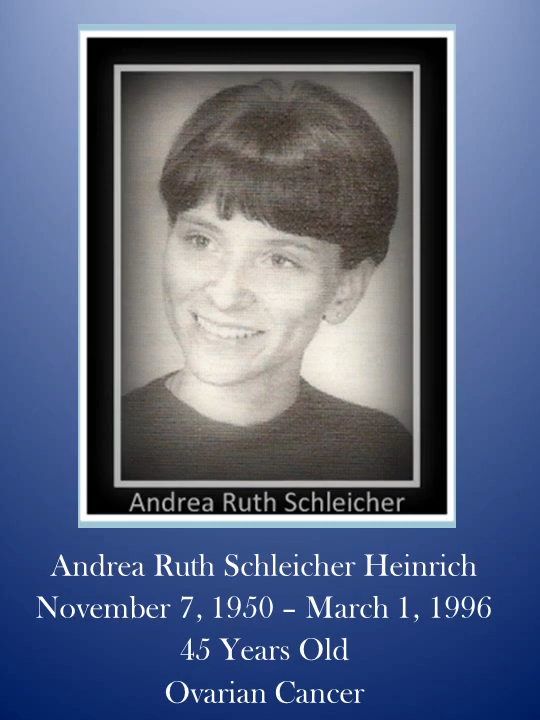 Andrea Ruth Schleicher
Andrea Ruth Schleicher Heinrich
November 7, 1950 – March 1, 1996
45 Years Old
Ovarian Cancer